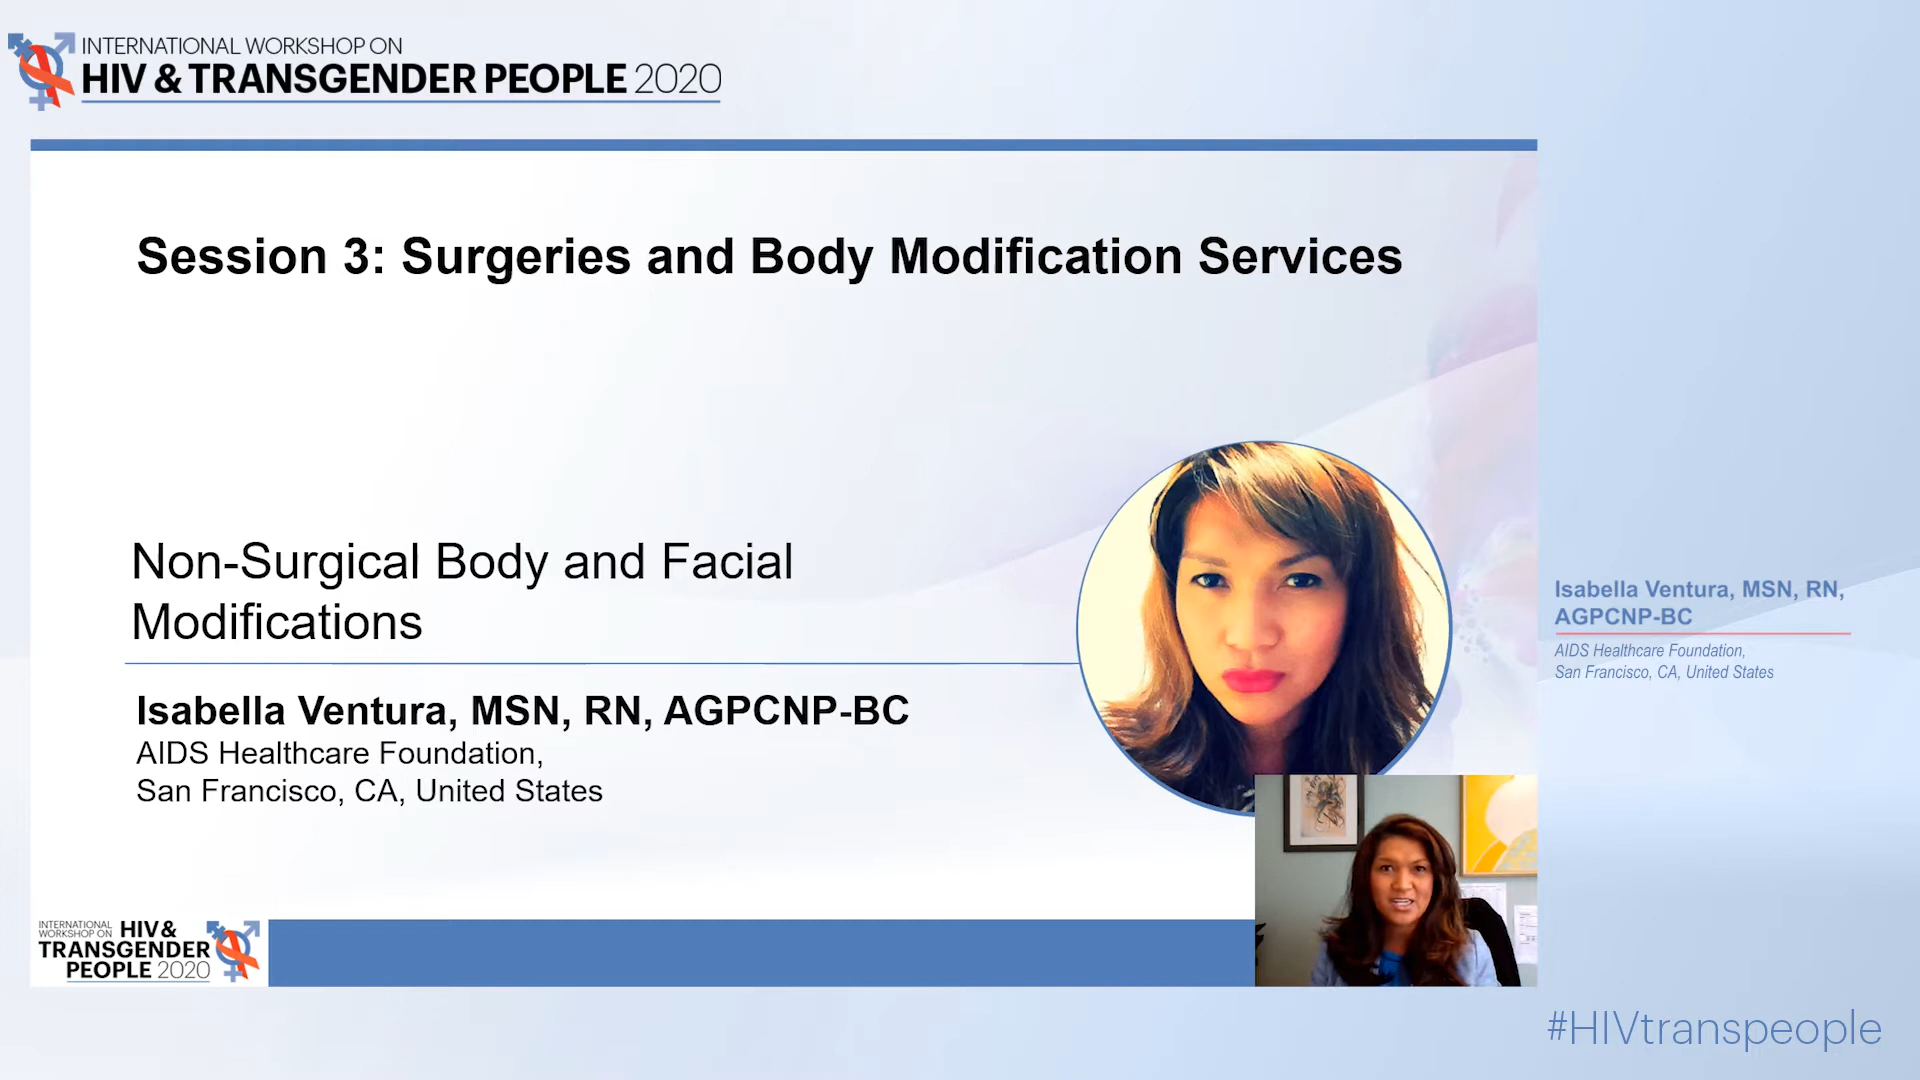 INTERNATIONAL WORKSHOP ON
HIV & TRANSGENDER PEOPLE 2020
Session 3: Surgeries and Body Modification Services
Non-Surgical Body and Facial
Modifications
Isabella Ventura, MSN, RN, AGPCNP-BC
AIDS Healthcare Foundation,
San Francisco, CA, United States
Isabella Ventura, MSN, RN,
AGPCNP-BC
AIDS Healthcare Foundation,
San Francisco, CA, United States
INTERNATIONAL
WORKSHOP ON HIV &
TRANSGENDER
PEOPLE 2020
#HIVtranspeople